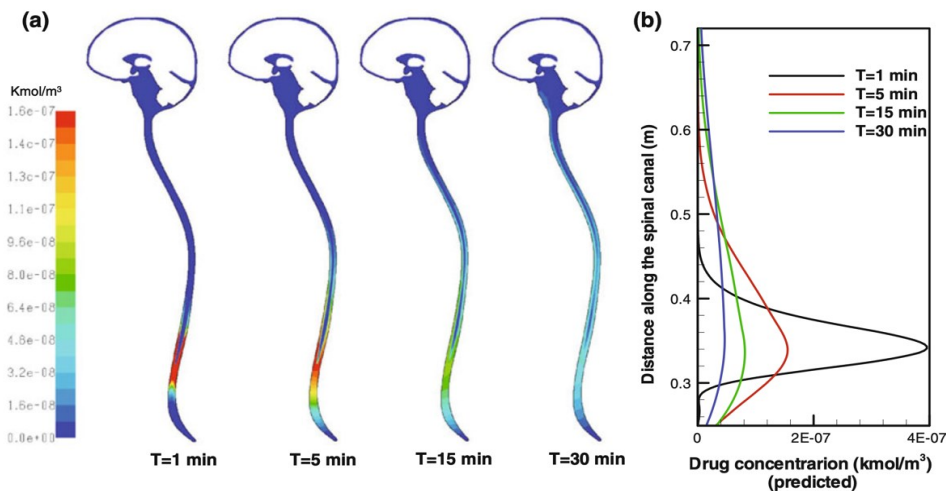 (a)
Kmol/m³
1.6e-07
1.4e-07
1.3e-07
1.1e-07
9.6e-08
8.0e-08
6.4e-08
4.8e-08
3.2e-08
1.6e-08
0.0e+00
T=1 min
T=5 min
T=15 min
T=30 min
(b)
0.7
0.6
0.5
0.4
0.3
Distance along the spinal canal (m)
T=1 min
T=5 min
T=15 min
T=30 min
0
2E-07
4E-07
Drug concentrarion (kmol/m³)
(predicted)